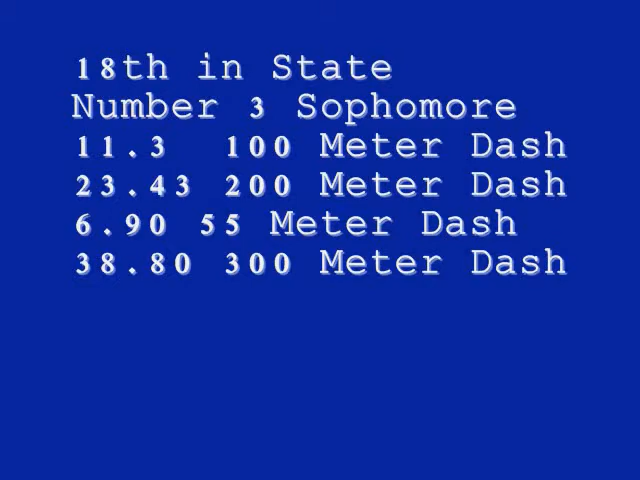 18th in State
Number 3 Sophomore
11.3 100 Meter Dash
23.43 200 Meter Dash
6.90 55 Meter Dash
38.80 300 Meter Dash